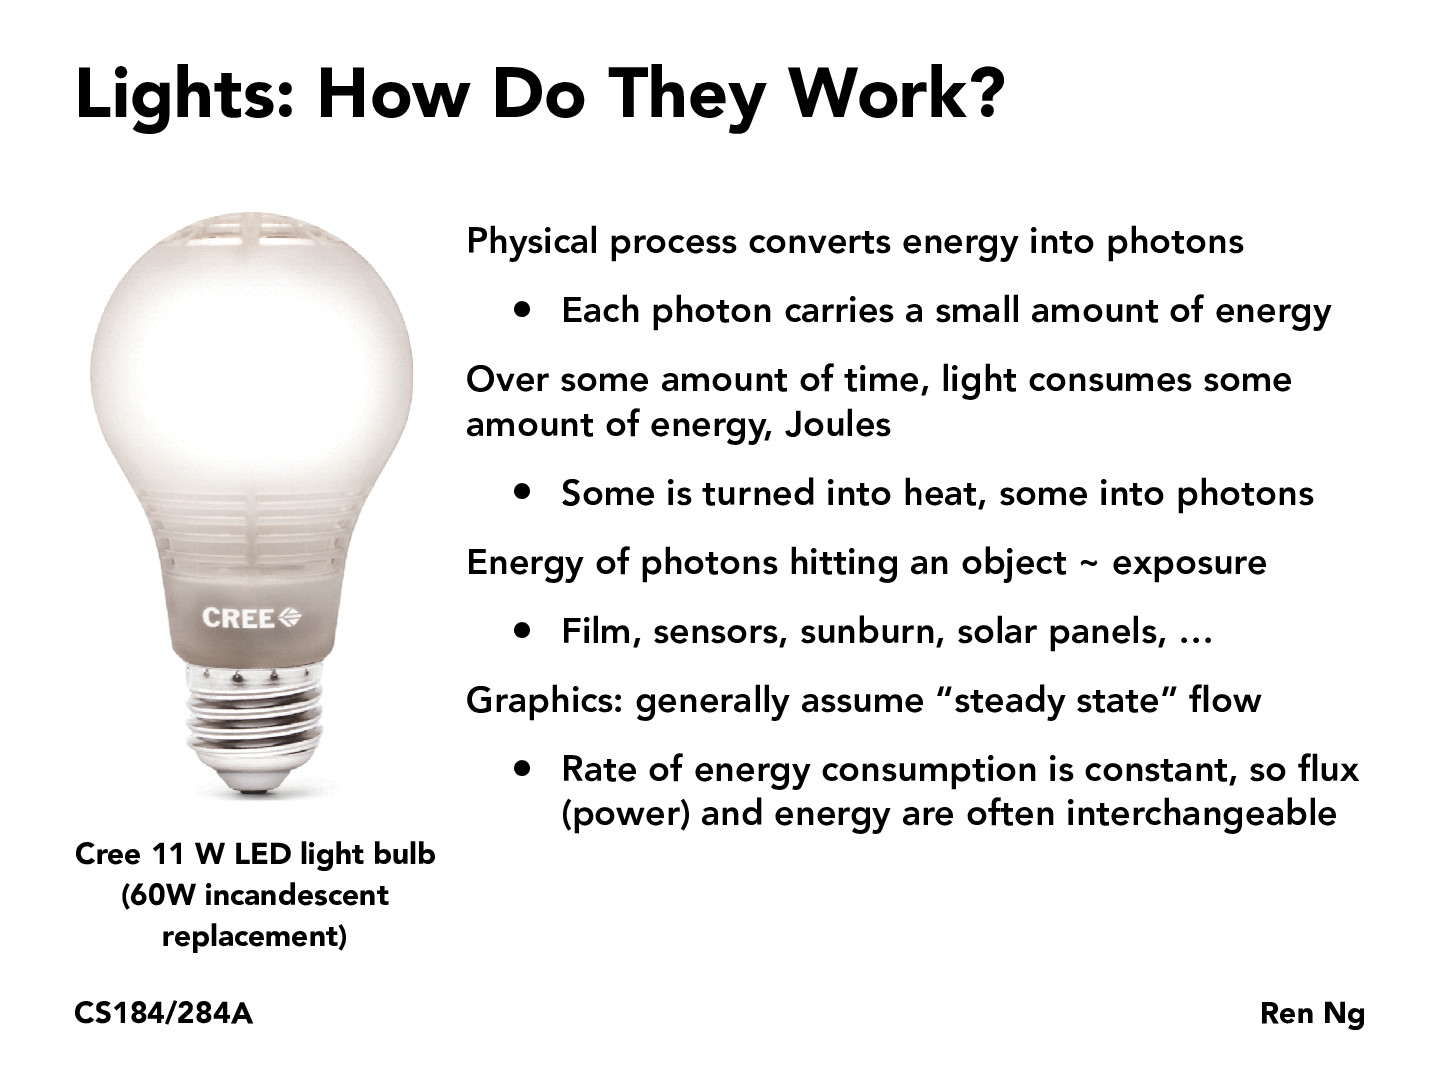 Lights: How Do They Work?
Physical process converts energy into photons
• Each photon carries a small amount of energy
Over some amount of time, light consumes some
amount of energy, Joules
• Some is turned into heat, some into photons
Energy of photons hitting an object ~ exposure
• Film, sensors, sunburn, solar panels, …
Graphics: generally assume “steady state” flow
• Rate of energy consumption is constant, so flux
(power) and energy are often interchangeable
CREE
Cree 11 W LED light bulb
(60W incandescent
replacement)
CS184/284A
Ren Ng